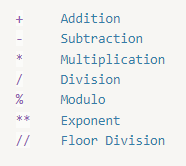 + Addition
- Subtraction
* Multiplication
/ Division
% Modulo
** Exponent
// Floor Division